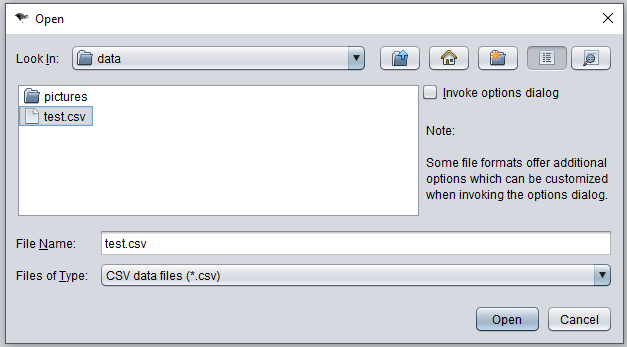 Open
Look In:
data
pictures
test.csv
Invoke options dialog
Note:
Some file formats offer additional
options which can be customized
when invoking the options dialog.
File Name:
test.csv
Files of Type:
CSV data files (*.csv)
Open
Cancel